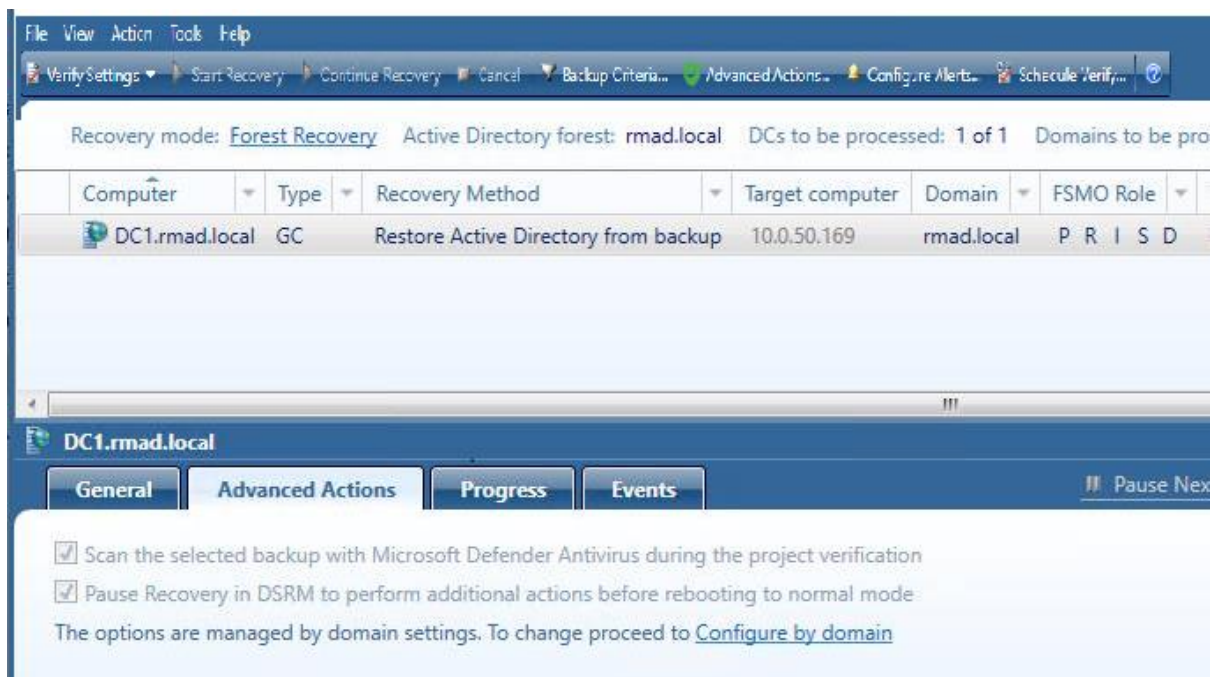 File View Action Tools Help
Verify Settings Start Recovery Continue Recovery Cancel Backup Criteria... Advanced Actions... Configure Alerts... Schedule Verify... ?
Recovery mode: Forest Recovery Active Directory forest: rmad.local DCs to be processed: 1 of 1 Domains to be pro
Computer Type Recovery Method Target computer Domain FSMO Role
DC1.rmad.local GC Restore Active Directory from backup 10.0.50.169 rmad.local P R I S D
DC1.rmad.local
General Advanced Actions Progress Events Pause Nex
Scan the selected backup with Microsoft Defender Antivirus during the project verification
Pause Recovery in DSRM to perform additional actions before rebooting to normal mode
The options are managed by domain settings. To change proceed to Configure by domain